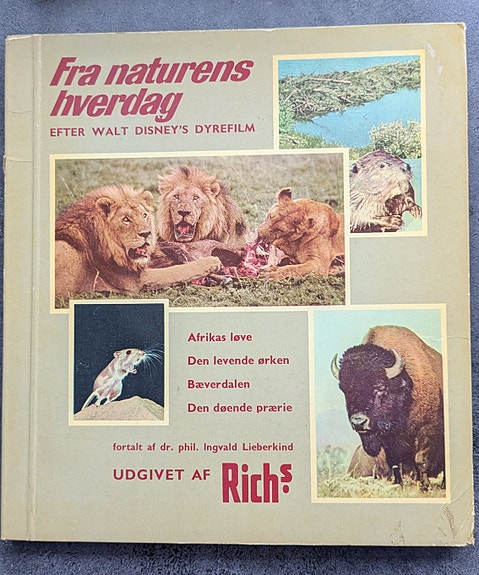 Fra naturens
hverdag
EFTER WALT DISNEY'S DYREFILM
Afrikas løve
Den levende ørken
Bæverdalen
Den døende prærie
fortalt af dr. phil. Ingvald Lieberkind
UDGIVET AF Richs.